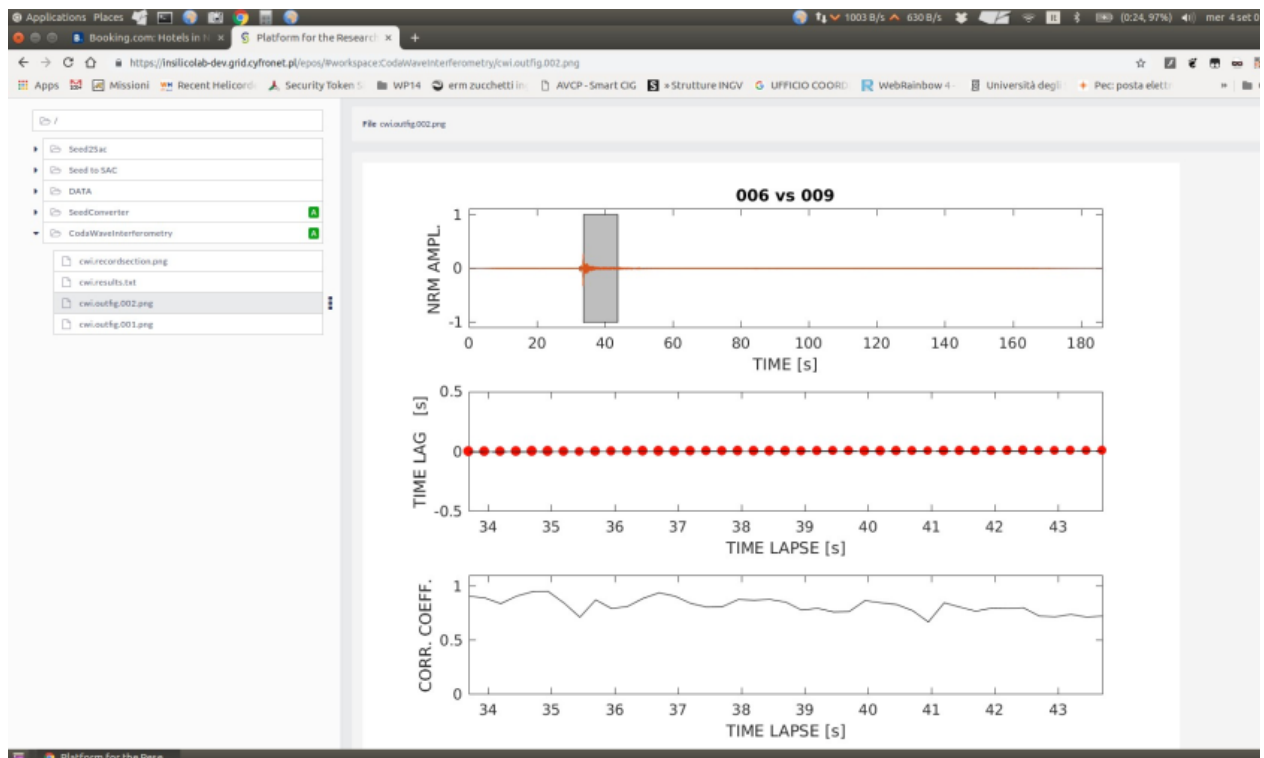 Applications Places 1003 B/s 630 B/s It (0:24, 97%) mer 4 set 0
Booking.com: Hotels in N × Platform for the Research × +
https://insilicolab-dev.grid.cyfronet.pl/epos/#workspace:CodaWaveInterferometry/cwi.outfig.002.png
Apps Missioni Recent Helicord Security Token S WP14 erm zucchetti in AVCP - Smart CIG » Strutture INGV UFFICIO COORD WebRainbow 4 - Università degli Pec: posta elettr »
/
File cwi.outfig.002.png
Seed2Sac
Seed to SAC
DATA
SeedConverter A
CodaWaveInterferometry A
cwi.recordsection.png
cwi.results.txt
cwi.outfig.002.png
cwi.outfig.001.png
006 vs 009
NRM AMPL.
1
0
-1
0 20 40 60 80 100 120 140 160 180
TIME [s]
TIME LAG [s]
0.5
0
-0.5
34 35 36 37 38 39 40 41 42 43
TIME LAPSE [s]
CORR. COEFF.
1
0.5
0
34 35 36 37 38 39 40 41 42 43
TIME LAPSE [s]
Platform for the Rese...